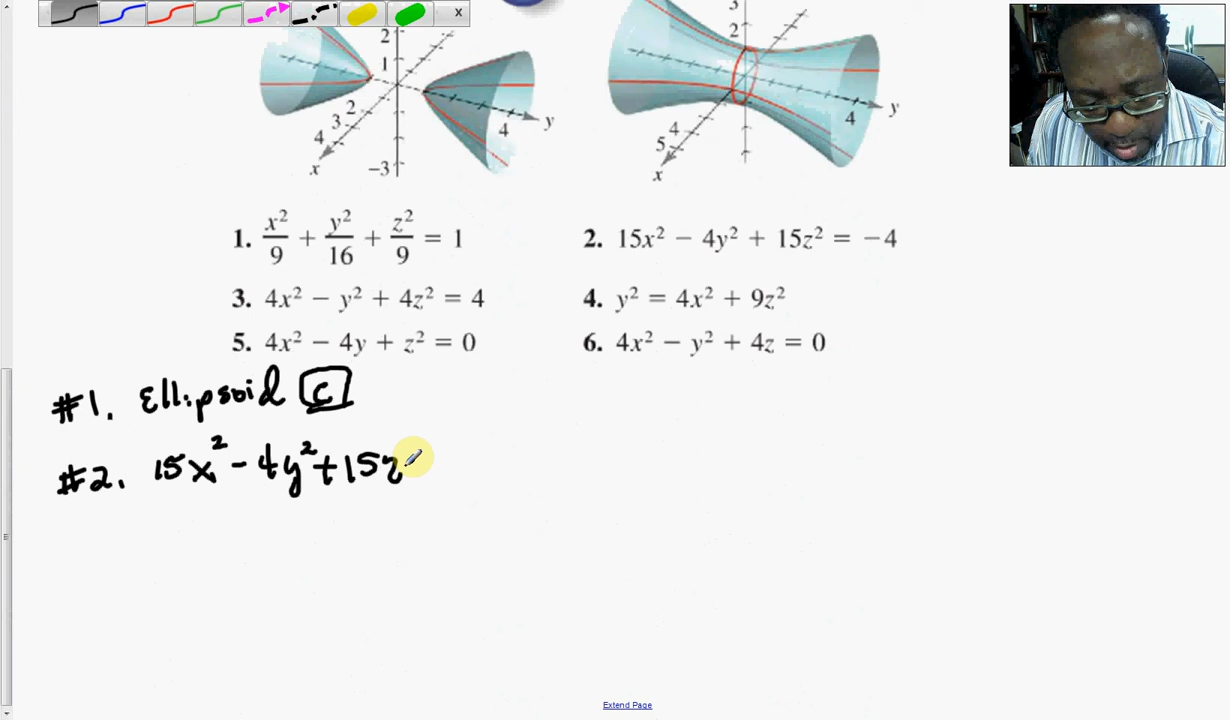 x
3
2
2
1
2
3
4
4
y
y
4
4
5
x
−3
x
1. x²/9 + y²/16 + z²/9 = 1
2. 15x² − 4y² + 15z² = −4
3. 4x² − y² + 4z² = 4
4. y² = 4x² + 9z²
5. 4x² − 4y + z² = 0
6. 4x² − y² + 4z = 0
#1. Ellipsoid C
#2. 15x² − 4y² + 15z
Extend Page